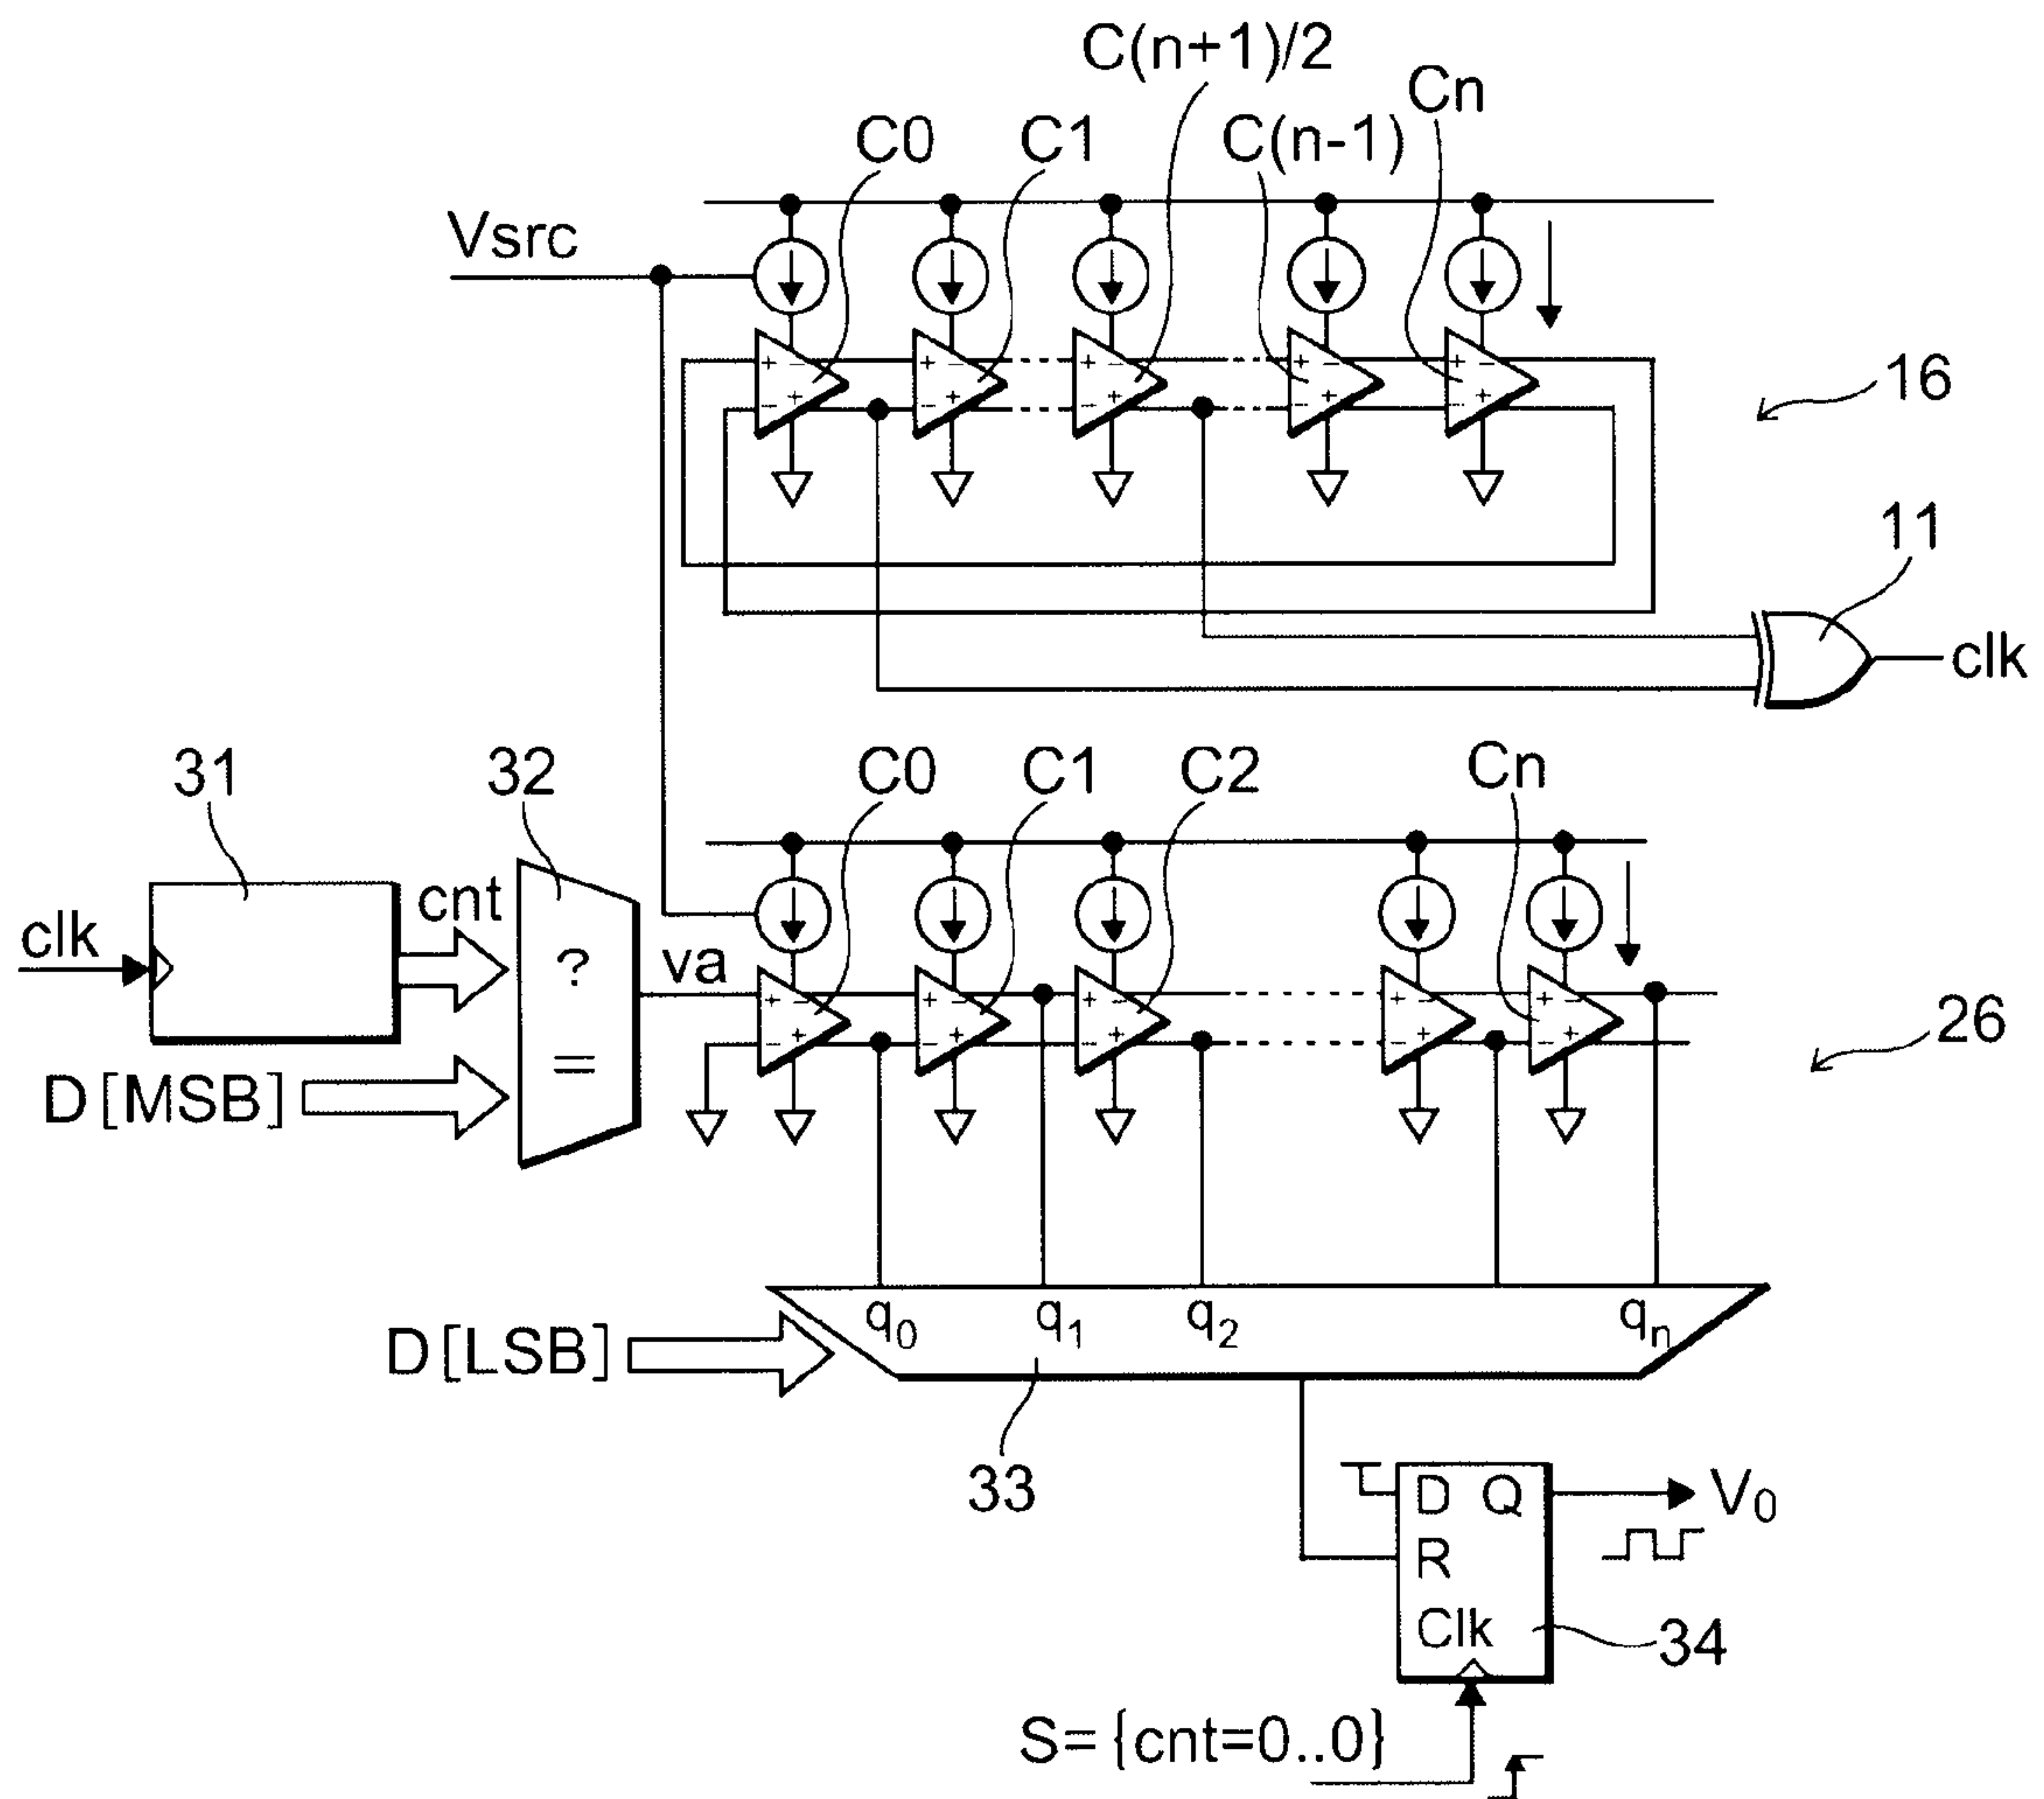 C(n+1)/2
Cn
C0
C1
C(n-1)
Vsrc
16
11
clk
31
32
C0
C1
C2
Cn
cnt
clk
?
=
va
26
D[MSB]
q0
q1
q2
qn
D[LSB]
33
D Q
V0
R
Clk
34
S={cnt=0..0}